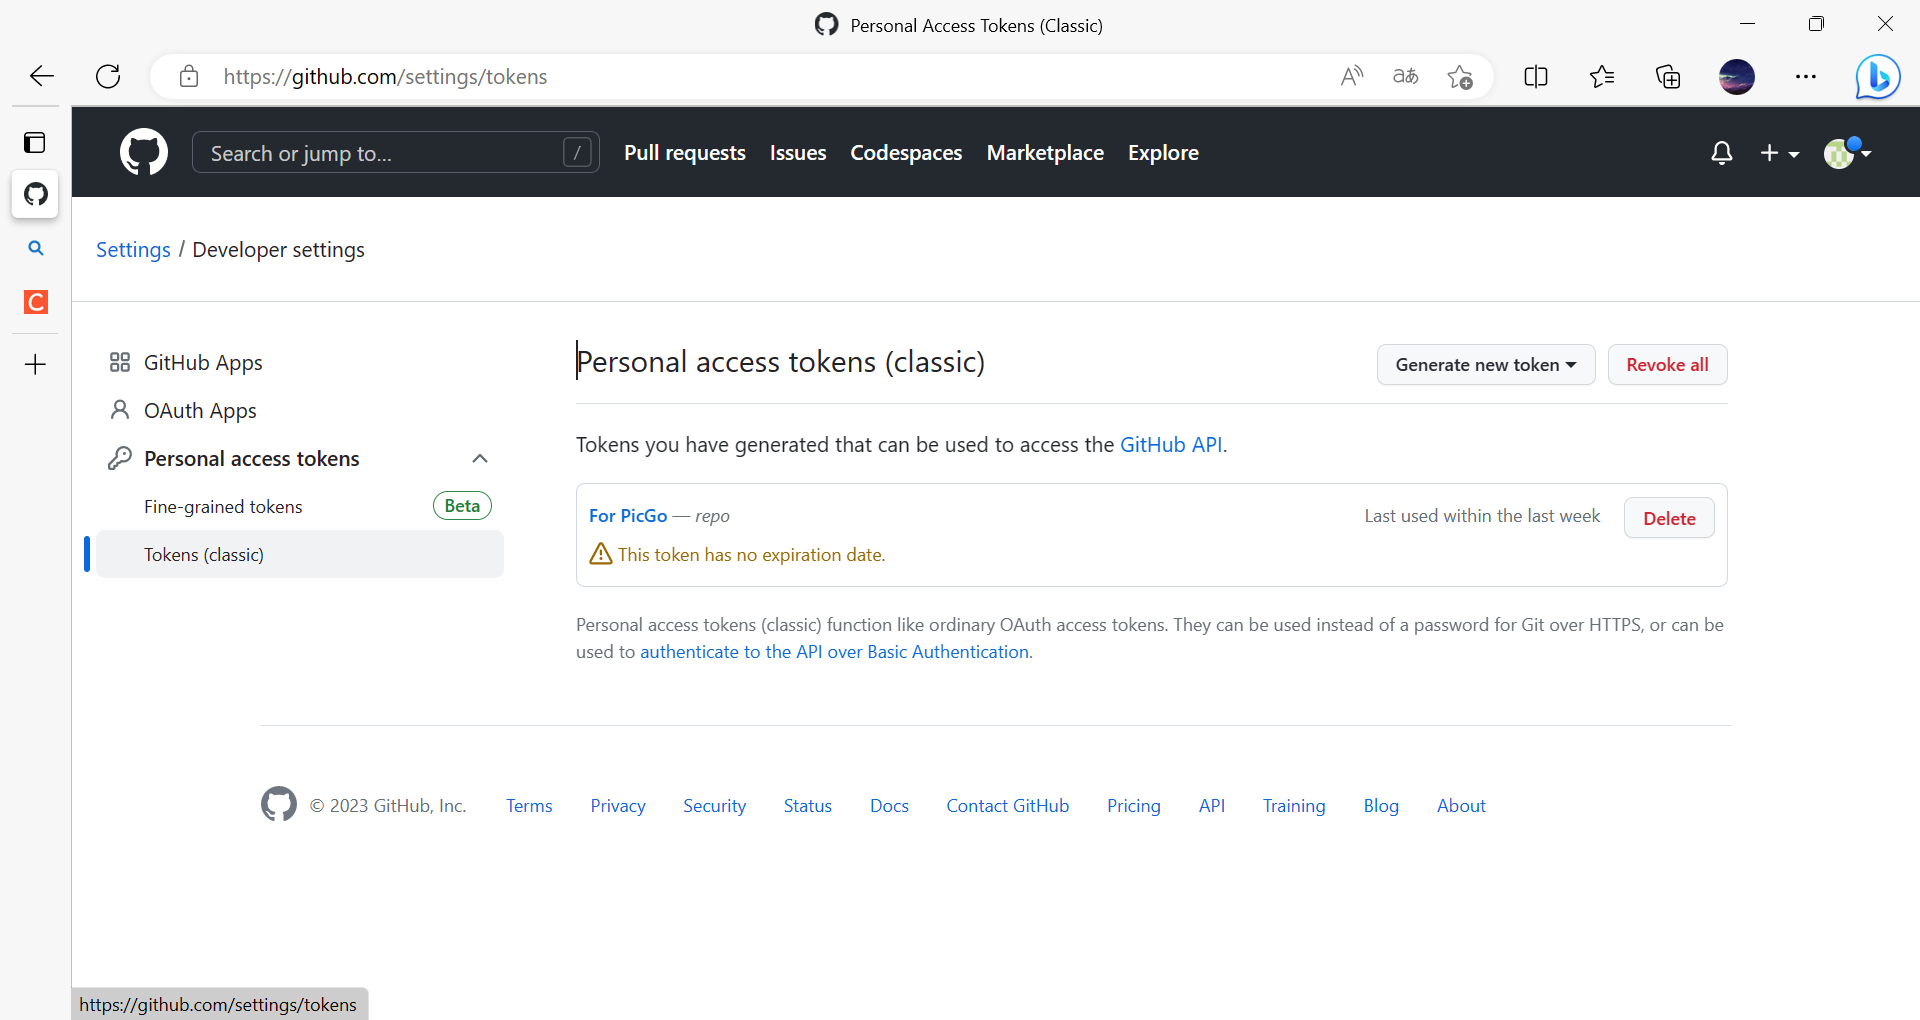 Personal Access Tokens (Classic)
https://github.com/settings/tokens
Search or jump to... /
Pull requests Issues Codespaces Marketplace Explore
Settings / Developer settings
GitHub Apps
OAuth Apps
Personal access tokens
Fine-grained tokens Beta
Tokens (classic)
Personal access tokens (classic)
Generate new token Revoke all
Tokens you have generated that can be used to access the GitHub API.
For PicGo — repo Last used within the last week Delete
This token has no expiration date.
Personal access tokens (classic) function like ordinary OAuth access tokens. They can be used instead of a password for Git over HTTPS, or can be
used to authenticate to the API over Basic Authentication.
© 2023 GitHub, Inc. Terms Privacy Security Status Docs Contact GitHub Pricing API Training Blog About
https://github.com/settings/tokens